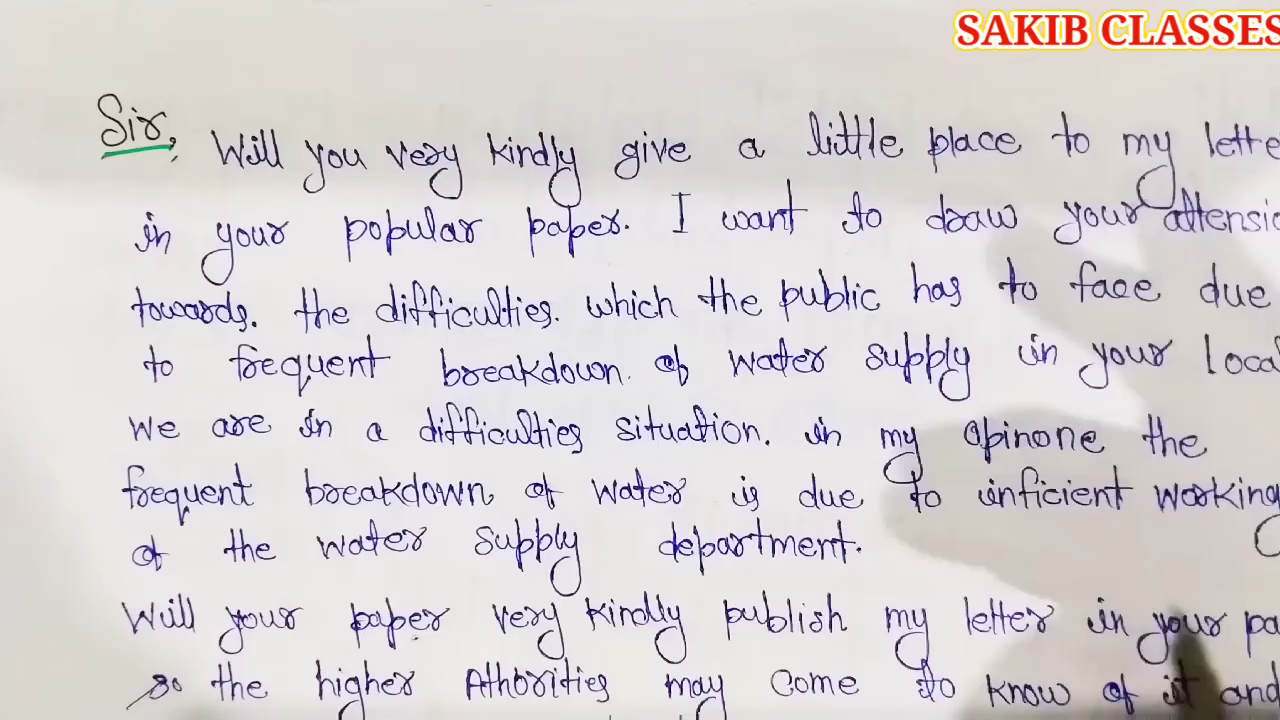 SAKIB CLASSES
Sir, Will you very kindly give a little place to my lette
in your popular paper. I want to draw your attensio
towards. the difficulties. which the public has to face due
to frequent breakdown. of water supply in your local
We are in a difficulties situation. in my opinone the
frequent breakdown of water is due to inficient working
of the water supply department.
Will your paper very kindly publish my letter in your pa
so the higher Athorities may come to know of it and